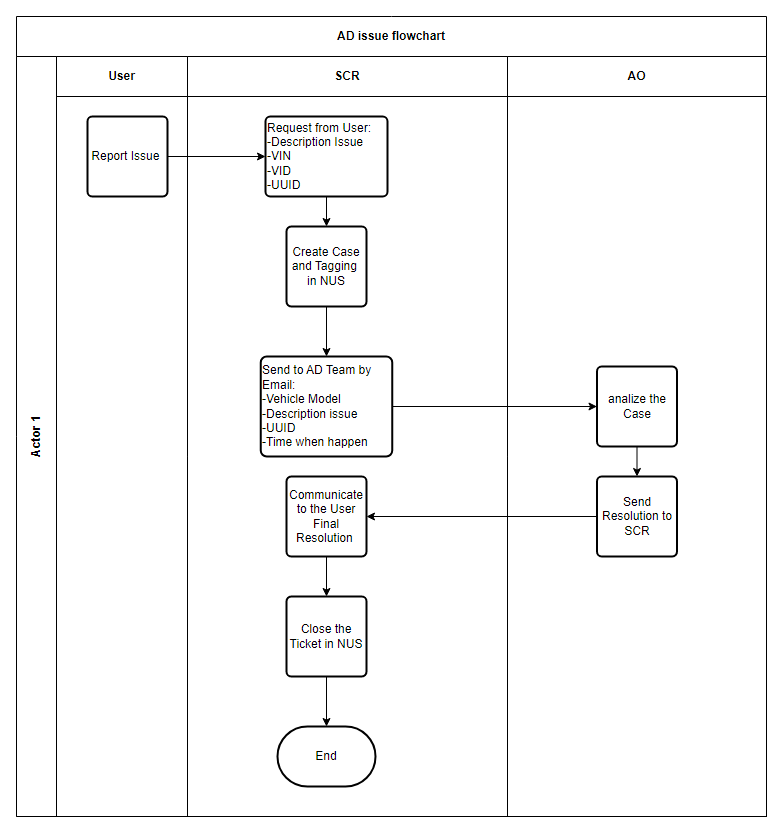 AD issue flowchart
User
SCR
AO
Actor 1
Report Issue
Request from User:
-Description Issue
-VIN
-VID
-UUID
Create Case
and Tagging
in NUS
Send to AD Team by
Email:
-Vehicle Model
-Description issue
-UUID
-Time when happen
analize the
Case
Send
Resolution to
SCR
Communicate
to the User
Final
Resolution
Close the
Ticket in NUS
End